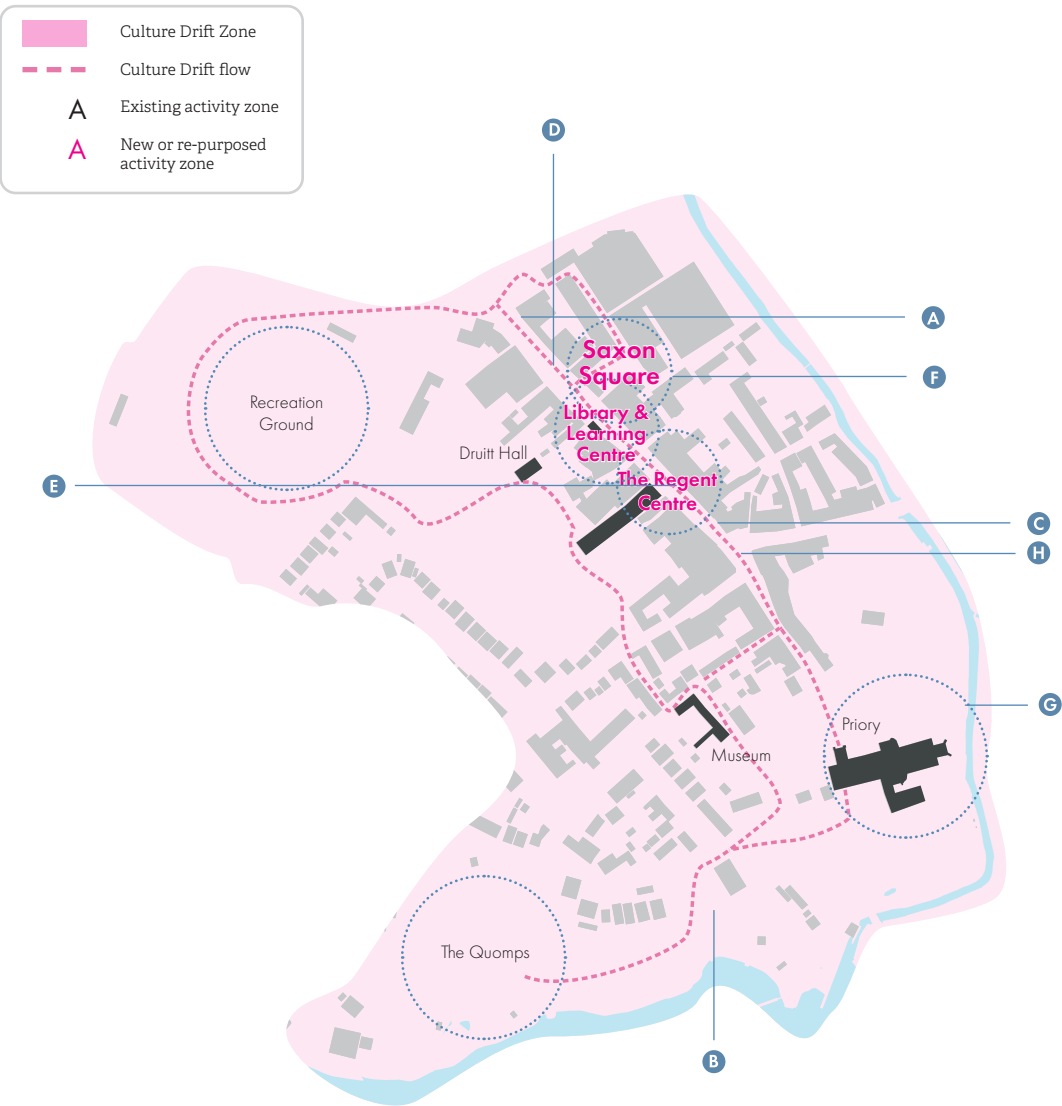 Culture Drift Zone
Culture Drift flow
A
Existing activity zone
A
New or re-purposed
activity zone
D
A
Saxon
Square
F
Recreation
Ground
Library &
Learning
Centre
Druitt Hall
E
The Regent
Centre
C
H
G
Priory
Museum
The Quomps
B